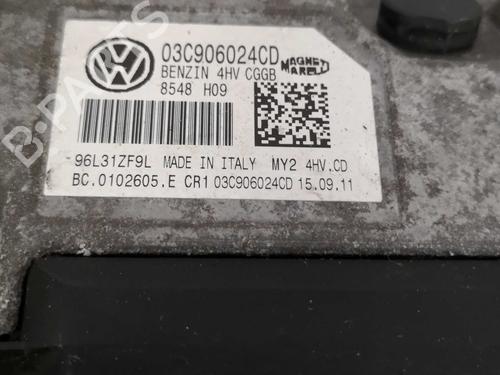 03C906024CD
BENZIN 4HV CGGB
MAGNETI
MARELLI
8548 H09
96L31ZF9L MADE IN ITALY MY2 4HV.CD
BC.0102605.E CR1 03C906024CD 15.09.11